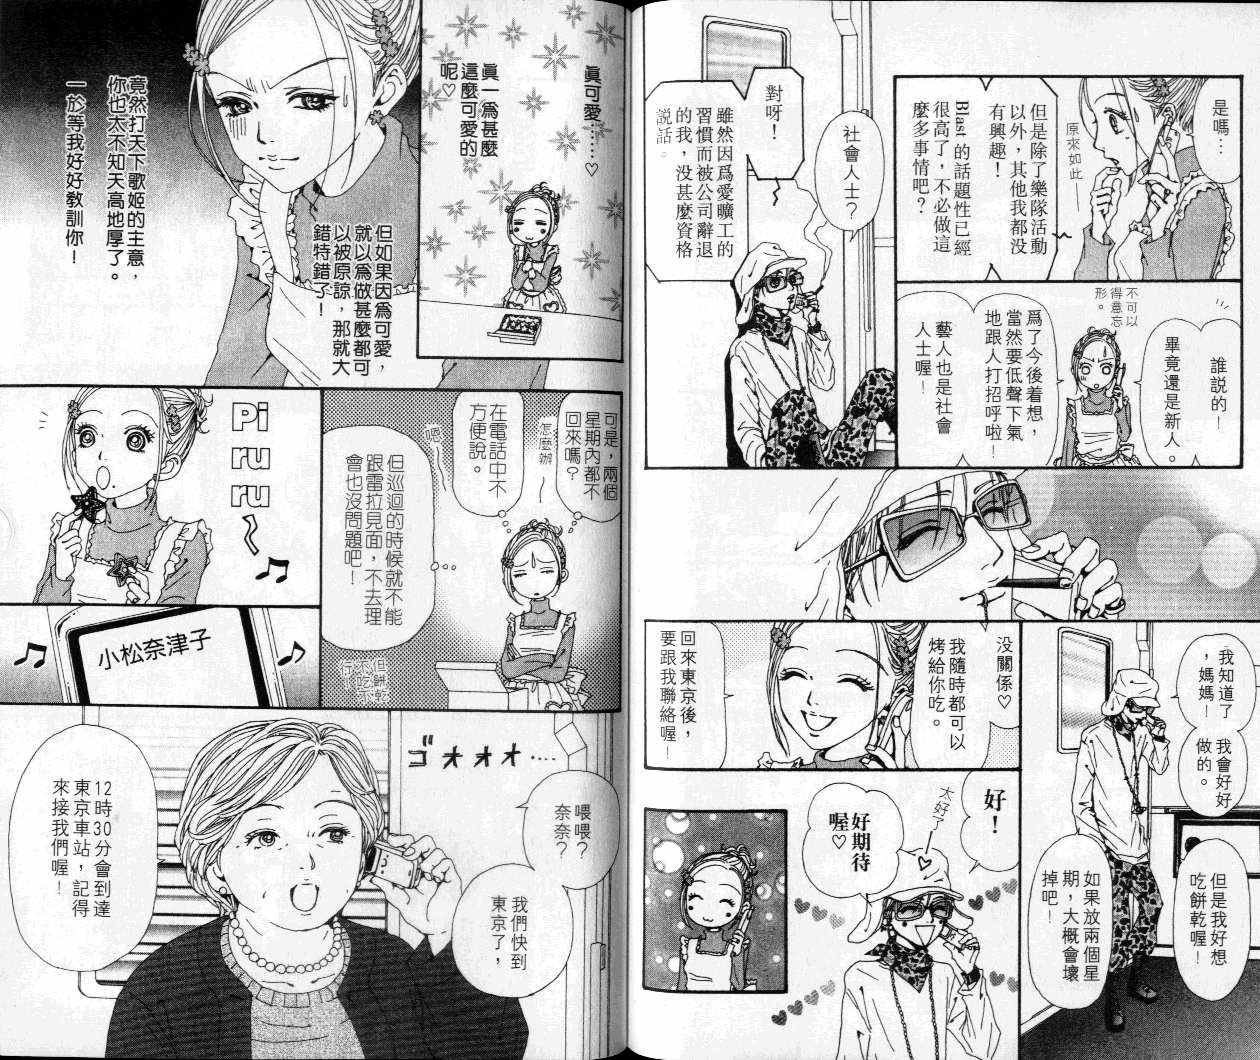 是嗎…
原來如此——
但是除了樂隊活動
以外，其他我都没
有興趣！
Blast 的話題性已經
很高了，不必做這
麼多事情吧？
社會人士？
對呀！
雖然因爲愛曠工的
習慣而被公司辭退
的我，没甚麼資格
説話。
誰説的！
畢竟還是新人。
不可以
得意忘
形。
爲了今後着想，
當然要低聲下氣
地跟人打招呼啦！
藝人也是社會
人士喔！
我知道了
，媽媽！
我會好好
做的。
但是我好想
吃餅乾喔！
如果放兩個星
期，大概會壞
掉吧！
没關係♡
我隨時都可以
烤給你吃。
回來東京後，
要跟我聯絡喔！
好！
太好了
好期待
喔♡
真可愛……♡
真一爲甚麼
這麼可愛的
呢♡
但如果因爲可愛，
就以爲做甚麼都可
以被原諒，那就大
錯特錯了！
竟然打天下歌姬的主意，
你也太不知天高地厚了。
一於等我好好教訓你！
可是，兩個
星期內都不
回來嗎？
怎麼辦——
在電話中不
方便說。
嗯——
但巡迴的時候就不能
跟雷拉見面，不去理
會也沒問題吧！
但餅乾
不吃不
行……
Pi
ru
ru〜
♪
小松奈津子
ゴオオオ……
喂喂？
奈奈？
我們快到
東京了，
12時30分會到達
東京車站，記得
來接我們喔！